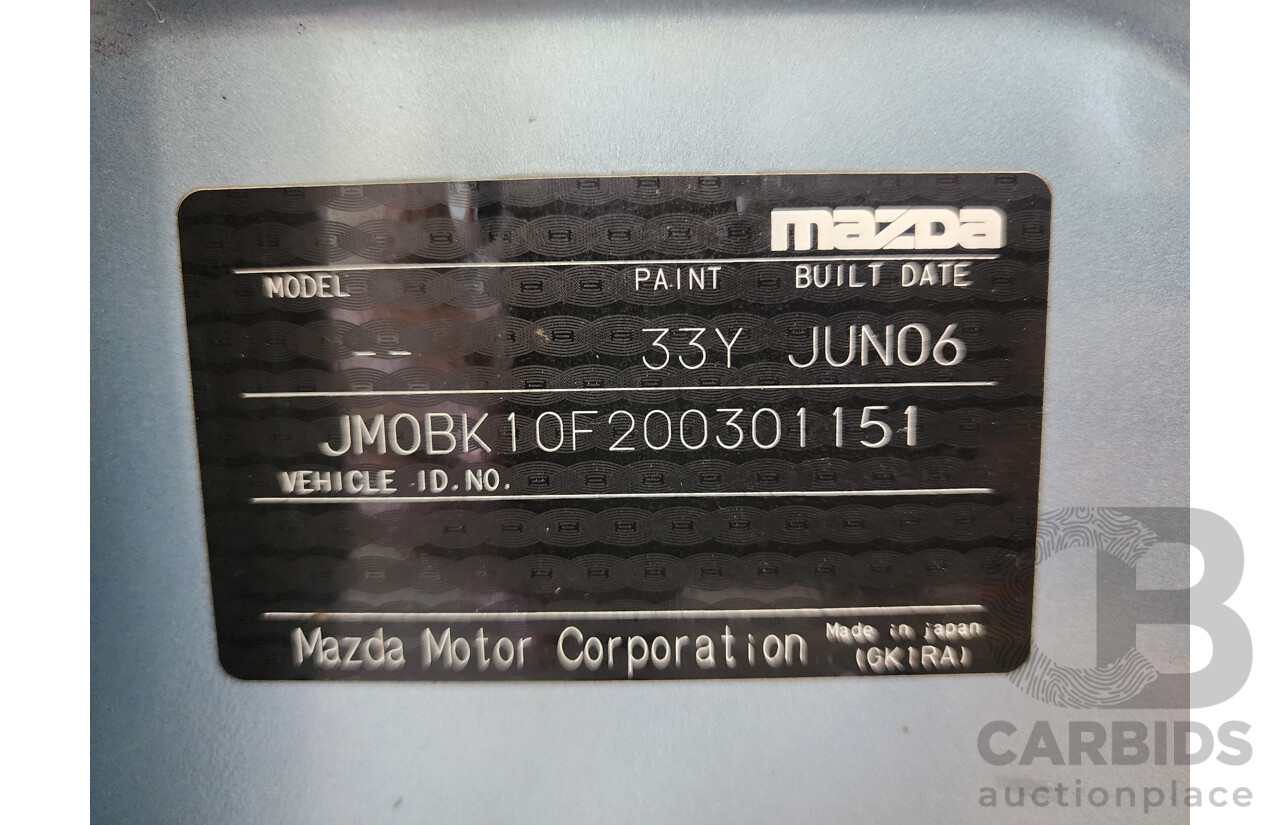 mazda
MODEL PAINT BUILT DATE
-- 33Y JUN06
JM0BK10F200301151
VEHICLE ID.NO.
Mazda Motor Corporation Made in japan
(GK1RA)
CARBIDS
auctionplace